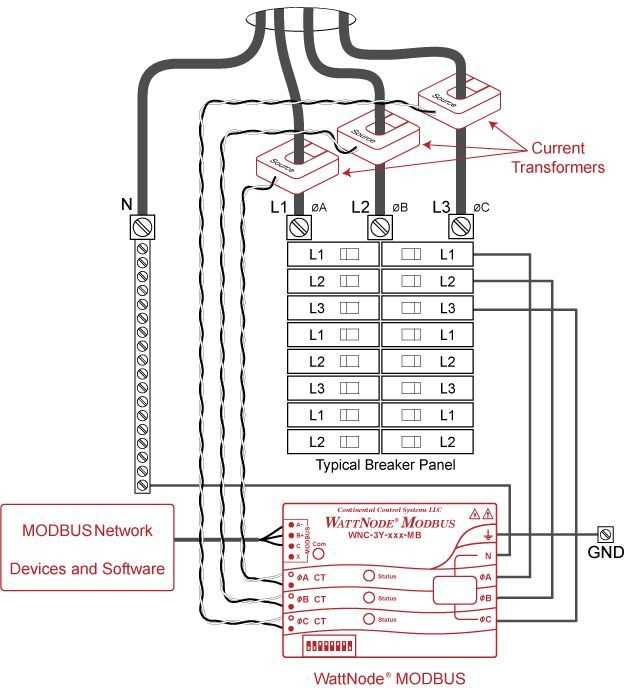 Source
Source
Source
Current
Transformers
N
L1 øA
L2 øB
L3 øC
L1 L1
L2 L2
L3 L3
L1 L1
L2 L2
L3 L3
L1 L1
L2 L2
Typical Breaker Panel
MODBUS Network
Devices and Software
Continental Control Systems LLC
WATTNODE® MODBUS
WNC-3Y-xxx-MB
A-
B+
C
X
MODBUS
Com
N
GND
øA CT Status øA
øB CT Status øB
øC CT Status øC
WattNode® MODBUS